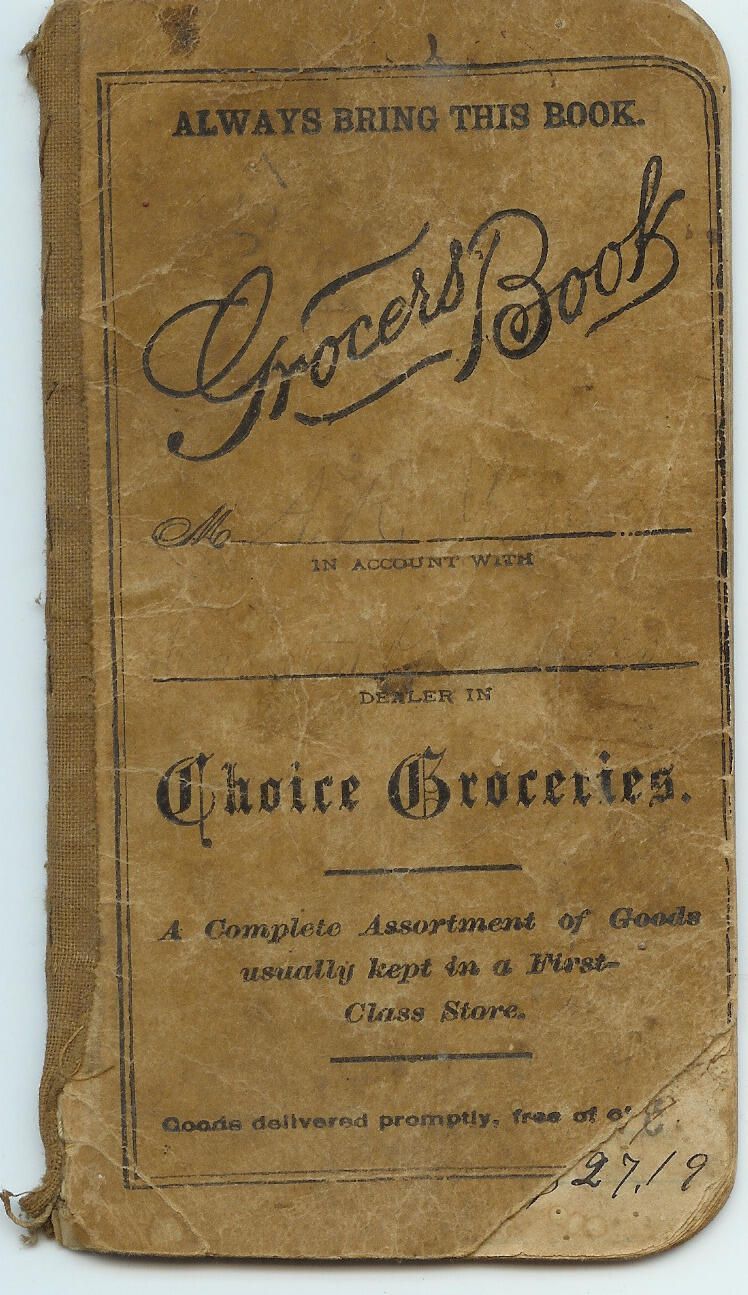 ALWAYS BRING THIS BOOK.
Grocers Book
M
IN ACCOUNT WITH
DEALER IN
Choice Groceries.
A Complete Assortment of Goods
usually kept in a First-
Class Store.
Goods delivered promptly, free of
27.19